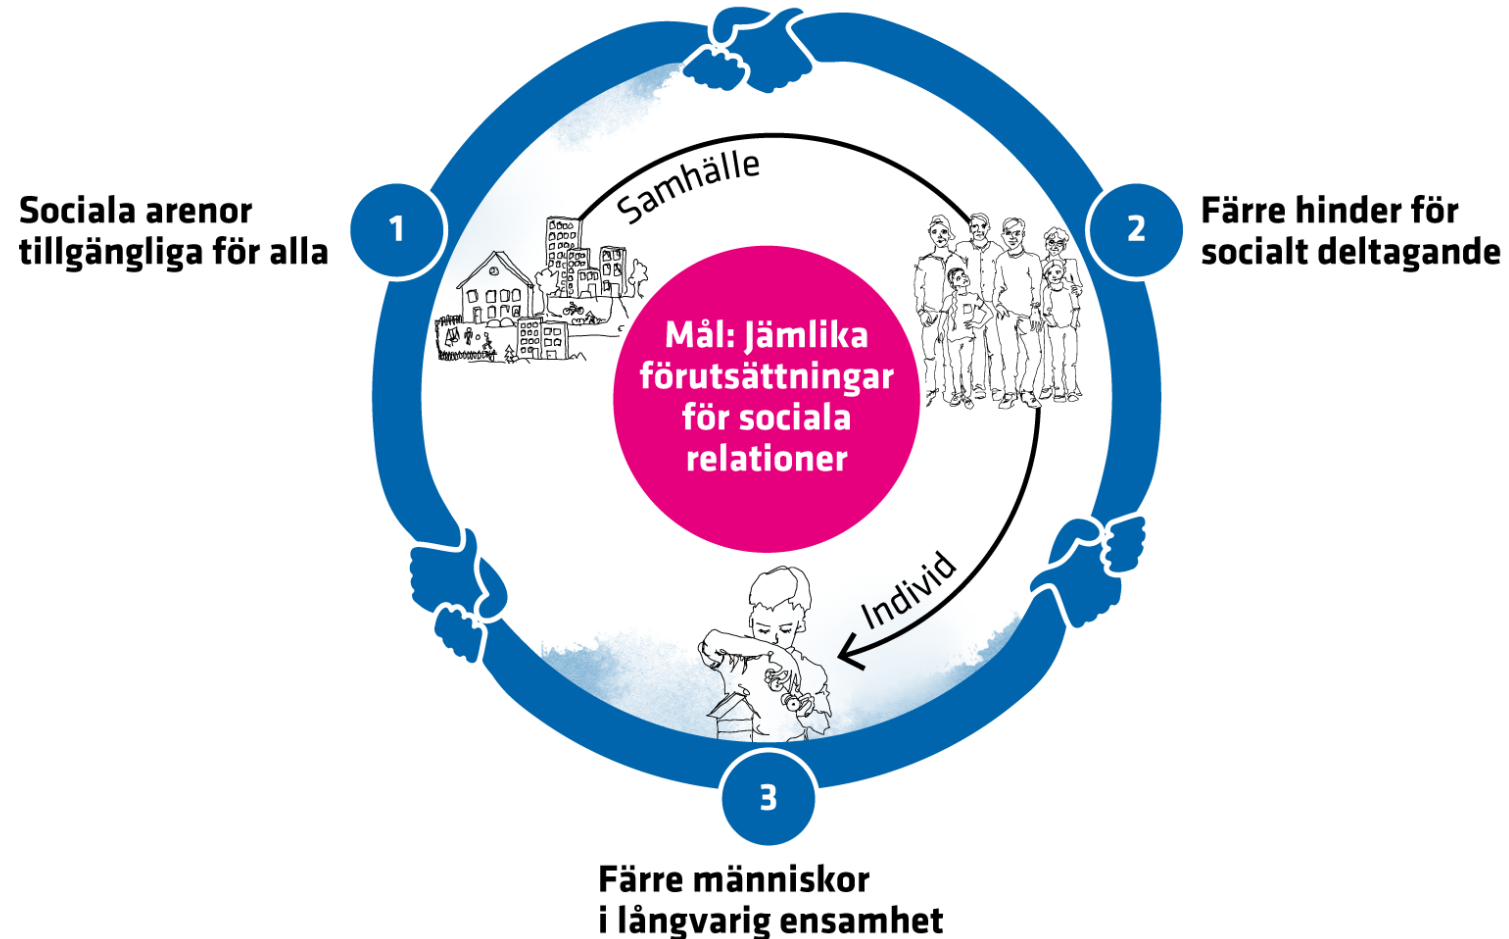 Sociala arenor
tillgängliga för alla
1
Samhälle
2
Färre hinder för
socialt deltagande
Mål: Jämlika
förutsättningar
för sociala
relationer
Individ
3
Färre människor
i långvarig ensamhet